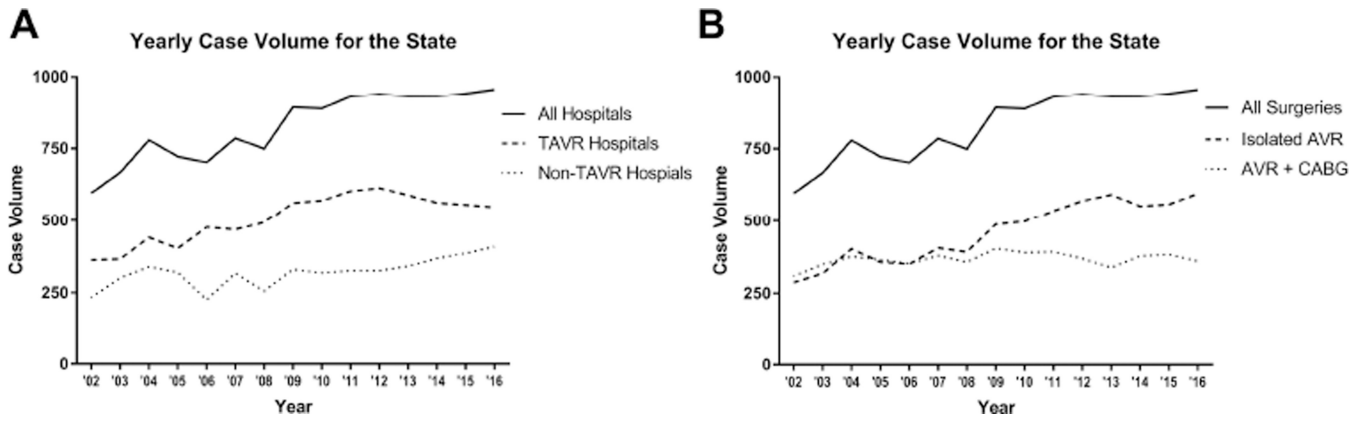 A
Yearly Case Volume for the State
1000
750
500
250
0
Case Volume
'02 '03 '04 '05 '06 '07 '08 '09 '10 '11 '12 '13 '14 '15 '16
Year
All Hospitals
TAVR Hospitals
Non-TAVR Hospials
B
Yearly Case Volume for the State
1000
750
500
250
0
Case Volume
'02 '03 '04 '05 '06 '07 '08 '09 '10 '11 '12 '13 '14 '15 '16
Year
All Surgeries
Isolated AVR
AVR + CABG